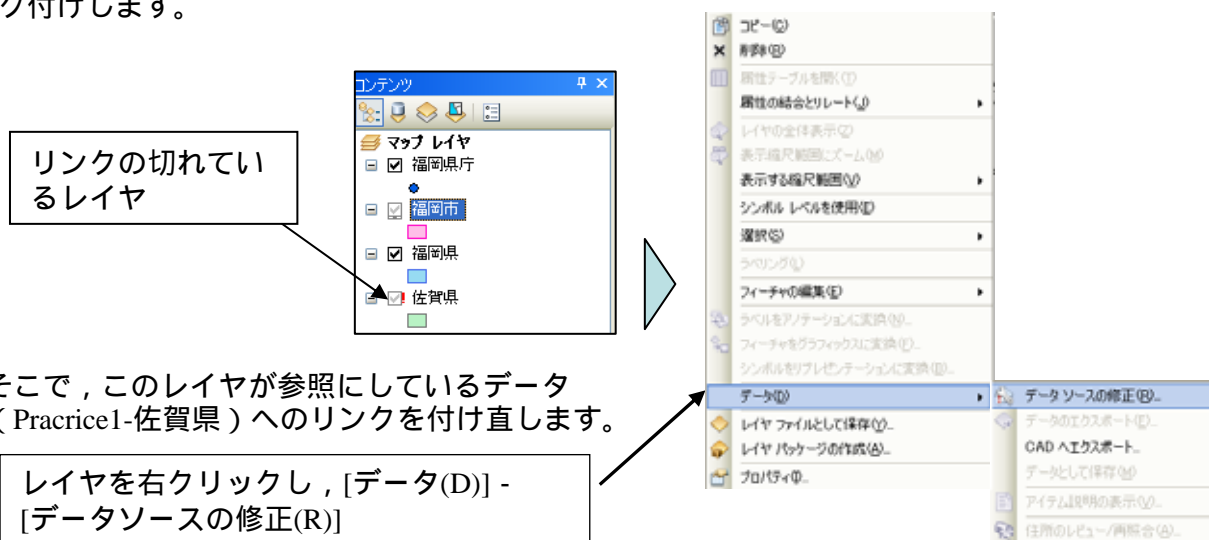 ク付けします。
リンクの切れてい
るレイヤ
コンテンツ
マップ レイヤ
福岡県庁
福岡市
福岡県
佐賀県
そこで，このレイヤが参照にしているデータ
（Pracrice1-佐賀県）へのリンクを付け直します。
レイヤを右クリックし，[データ(D)] -
[データソースの修正(R)]
コピー(C)
削除(R)
属性テーブルを開く(T)
属性の結合とリレート(J)
レイヤの全体表示(Z)
表示縮尺範囲にズーム(M)
表示する縮尺範囲(V)
シンボル レベルを使用(E)
選択(S)
ラベリング(L)
フィーチャの編集(E)
ラベルをアノテーションに変換(N)...
フィーチャをグラフィックスに変換(F)...
シンボルをリプレゼンテーションに変換(B)...
データ(D)
レイヤ ファイルとして保存(Y)...
レイヤ パッケージの作成(A)...
プロパティ(I)...
データ ソースの修正(R)...
データのエクスポート(E)...
CAD へエクスポート...
データとして保存(M)
アイテム説明の表示(V)...
住所のレビュー/再照合(A)...